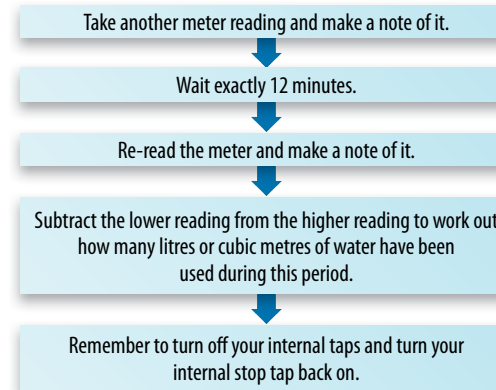 Take another meter reading and make a note of it.
Wait exactly 12 minutes.
Re-read the meter and make a note of it.
Subtract the lower reading from the higher reading to work out
how many litres or cubic metres of water have been
used during this period.
Remember to turn off your internal taps and turn your
internal stop tap back on.